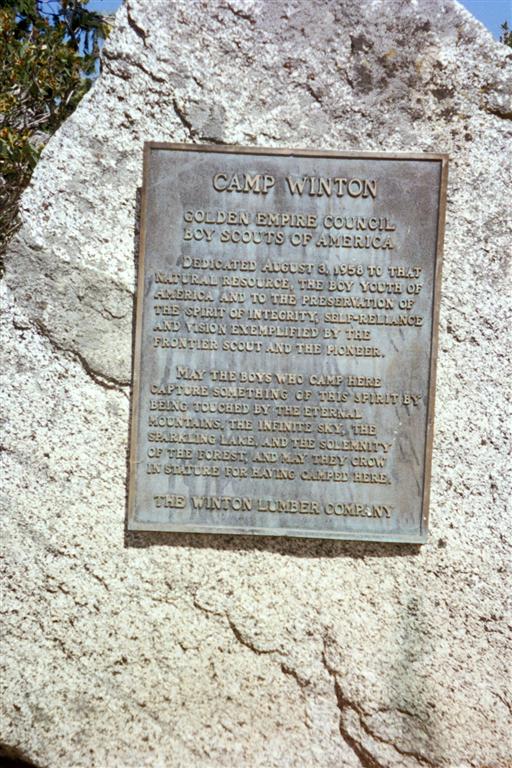 CAMP WINTON
GOLDEN EMPIRE COUNCIL
BOY SCOUTS OF AMERICA
DEDICATED AUGUST 3, 1958 TO THAT
NATURAL RESOURCE, THE BOY YOUTH OF
AMERICA AND TO THE PRESERVATION OF
THE SPIRIT OF INTEGRITY, SELF-RELIANCE
AND VISION EXEMPLIFIED BY THE
FRONTIER SCOUT AND THE PIONEER.
MAY THE BOYS WHO CAMP HERE
CAPTURE SOMETHING OF THIS SPIRIT BY
BEING TOUCHED BY THE ETERNAL
MOUNTAINS, THE INFINITE SKY, THE
SPARKLING LAKE, AND THE SOLEMNITY
OF THE FOREST, AND MAY THEY GROW
IN STATURE FOR HAVING CAMPED HERE.
THE WINTON LUMBER COMPANY